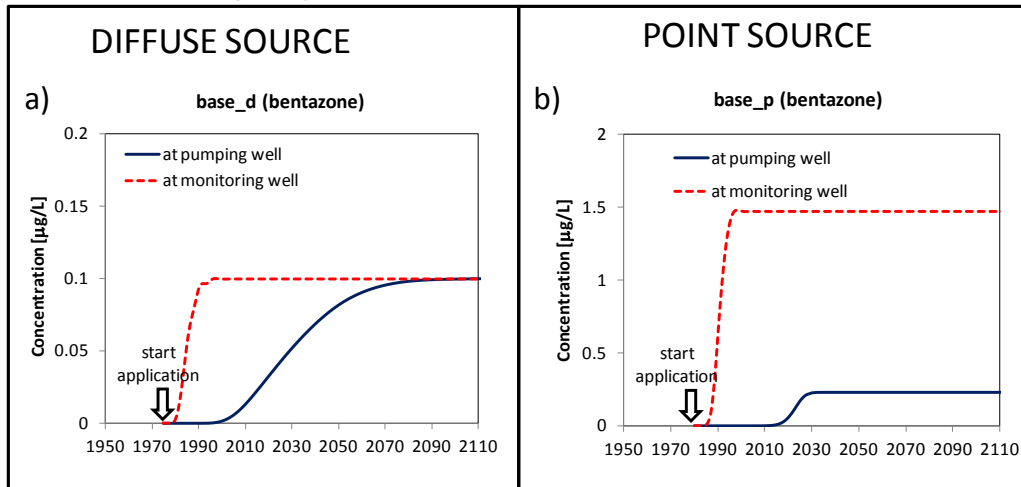 DIFFUSE SOURCE
a)
base_d (bentazone)
0.2
0.15
0.1
0.05
0
Concentration [µg/L]
at pumping well
at monitoring well
start
application
1950 1970 1990 2010 2030 2050 2070 2090 2110
POINT SOURCE
b)
base_p (bentazone)
2
1.5
1
0.5
0
Concentration [µg/L]
at pumping well
at monitoring well
start
application
1950 1970 1990 2010 2030 2050 2070 2090 2110